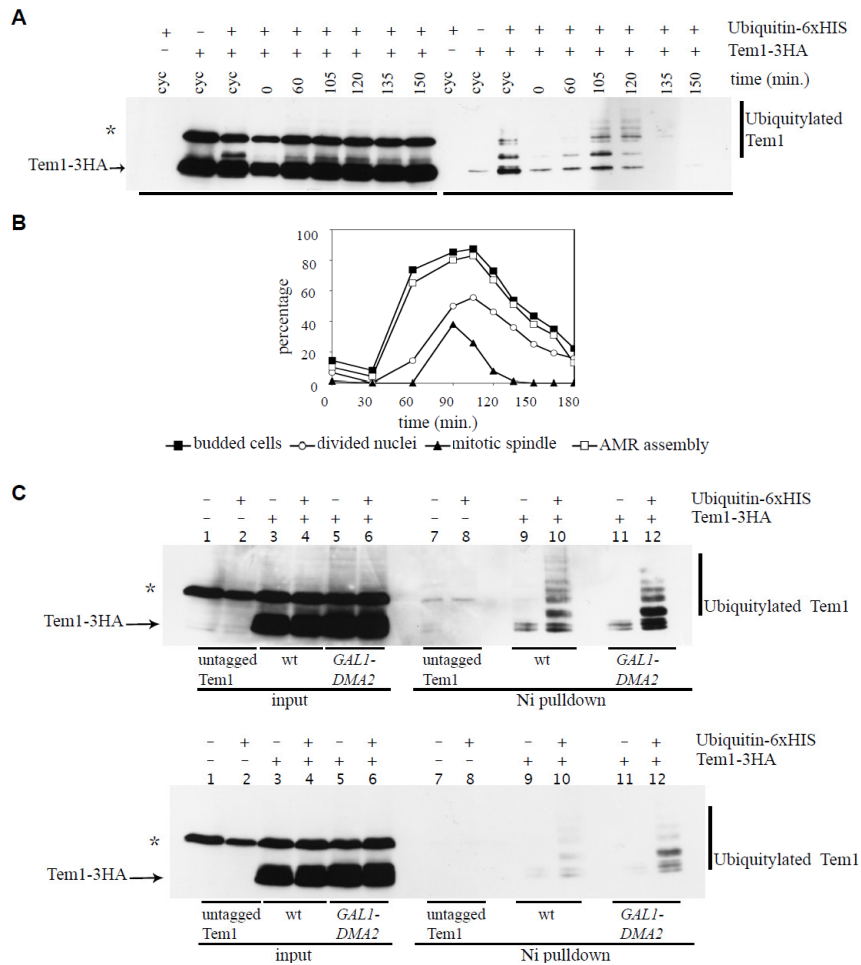 A
+ - + + + + + + + + - + + + + + + + Ubiquitin-6xHIS
- + + + + + + + + - + + + + + + + + Tem1-3HA
cyc cyc cyc 0 60 105 120 135 150 cyc cyc cyc 0 60 105 120 135 150 time (min.)
*
Ubiquitylated
Tem1
Tem1-3HA
B
100
80
60
40
20
0
percentage
0 30 60 90 120 150 180
time (min.)
budded cells divided nuclei mitotic spindle AMR assembly
C
- + - + - + - + - + - + Ubiquitin-6xHIS
- - + + + + - - + + + + Tem1-3HA
1 2 3 4 5 6 7 8 9 10 11 12
*
Tem1-3HA
Ubiquitylated Tem1
untagged wt GAL1- untagged wt GAL1-
Tem1 DMA2 Tem1 DMA2
input Ni pulldown
- + - + - + - + - + - + Ubiquitin-6xHIS
- - + + + + - - + + + + Tem1-3HA
1 2 3 4 5 6 7 8 9 10 11 12
*
Tem1-3HA
Ubiquitylated Tem1
untagged wt GAL1- untagged wt GAL1-
Tem1 DMA2 Tem1 DMA2
input Ni pulldown